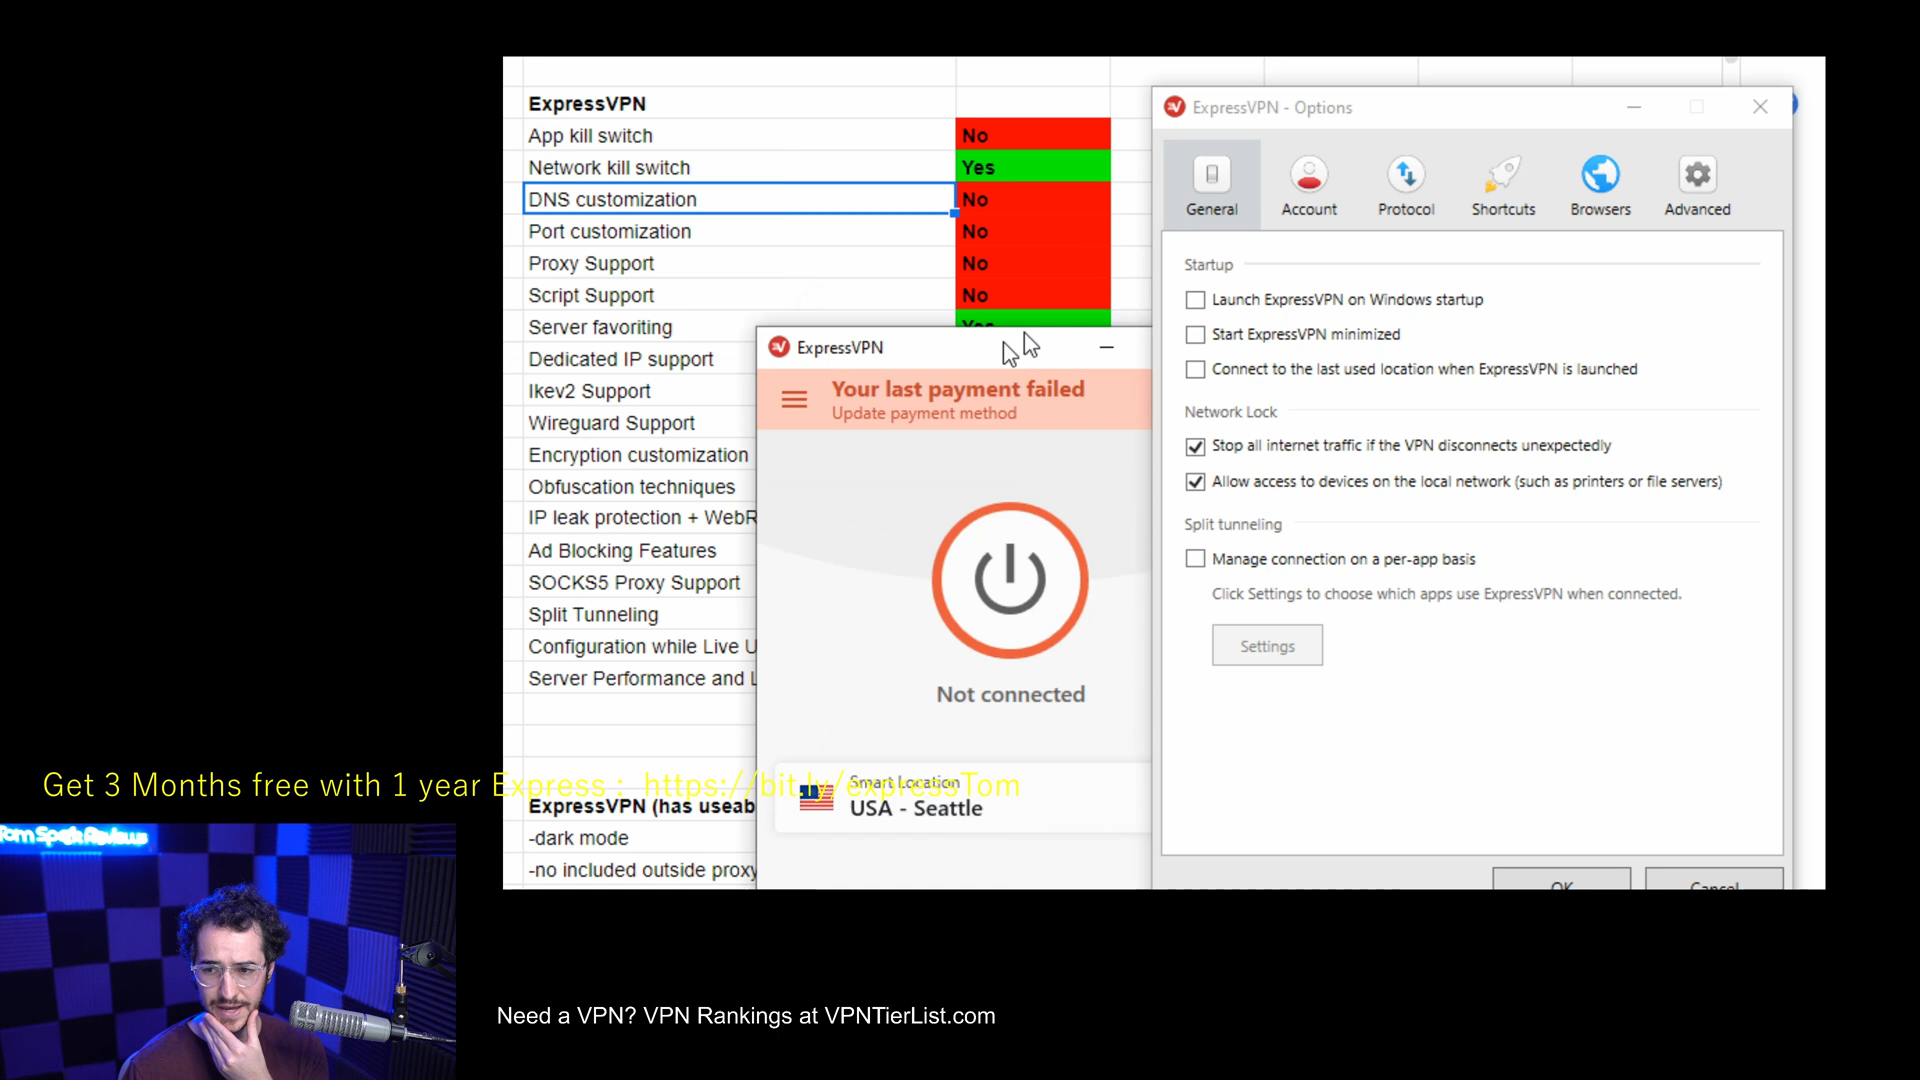 ExpressVPN
App kill switch No
Network kill switch Yes
DNS customization No
Port customization No
Proxy Support No
Script Support No
Server favoriting Yes
Dedicated IP support
Ikev2 Support
Wireguard Support
Encryption customization
Obfuscation techniques
IP leak protection + WebR
Ad Blocking Features
SOCKS5 Proxy Support
Split Tunneling
Configuration while Live U
Server Performance and L
ExpressVPN (has useab
-dark mode
-no included outside proxy
ExpressVPN
Your last payment failed
Update payment method
Not connected
Smart Location
USA - Seattle
ExpressVPN - Options
General Account Protocol Shortcuts Browsers Advanced
Startup
Launch ExpressVPN on Windows startup
Start ExpressVPN minimized
Connect to the last used location when ExpressVPN is launched
Network Lock
Stop all internet traffic if the VPN disconnects unexpectedly
Allow access to devices on the local network (such as printers or file servers)
Split tunneling
Manage connection on a per-app basis
Click Settings to choose which apps use ExpressVPN when connected.
Settings
OK Cancel
Get 3 Months free with 1 year Express : https://bit.ly/expressTom
Tom Spark Reviews
Need a VPN? VPN Rankings at VPNTierList.com